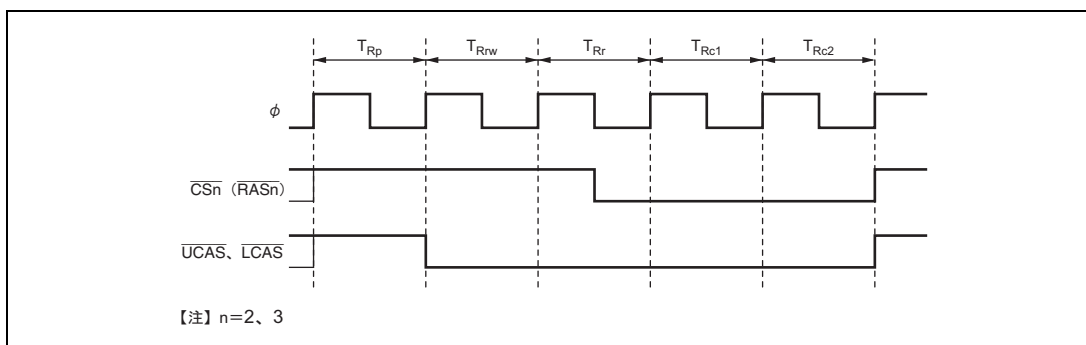 TRp TRrw TRr TRc1 TRc2
φ
CSn（RASn）
UCAS、LCAS
【注】n＝2、3